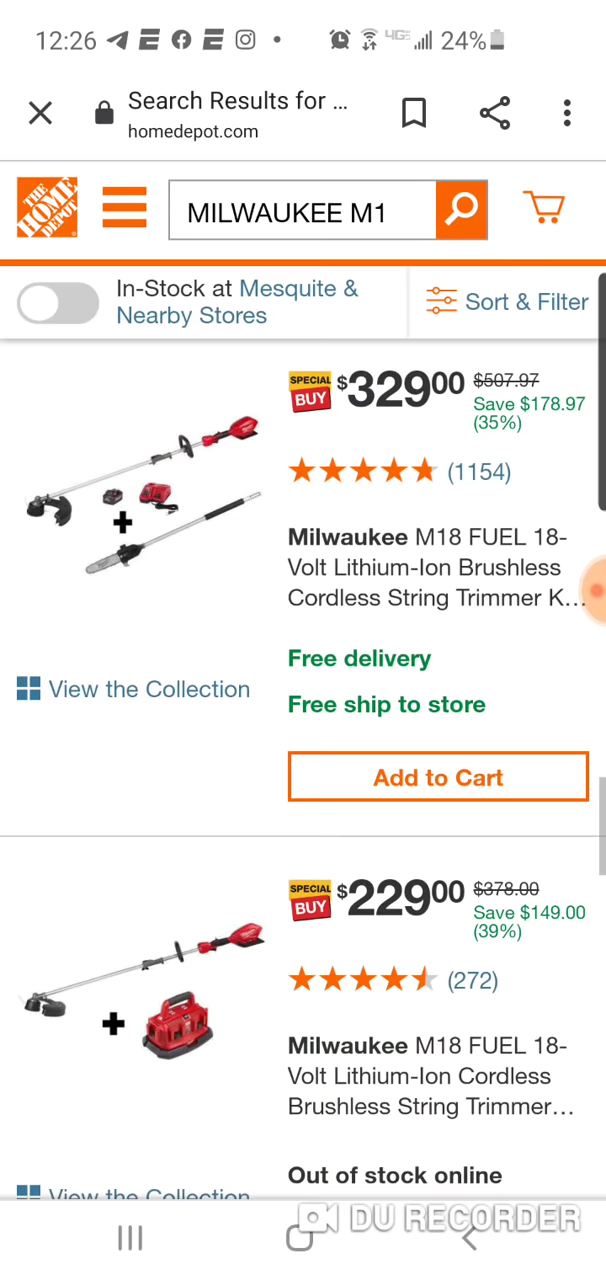 12:26
4GE
24%
Search Results for ...
homedepot.com
THE HOME DEPOT
MILWAUKEE M1
In-Stock at Mesquite &
Nearby Stores
Sort & Filter
SPECIAL BUY $329 00 $507.97
Save $178.97
(35%)
(1154)
Milwaukee M18 FUEL 18-
Volt Lithium-Ion Brushless
Cordless String Trimmer K...
Free delivery
View the Collection
Free ship to store
Add to Cart
SPECIAL BUY $229 00 $378.00
Save $149.00
(39%)
(272)
Milwaukee M18 FUEL 18-
Volt Lithium-Ion Cordless
Brushless String Trimmer...
Out of stock online
View the Collection
DU RECORDER